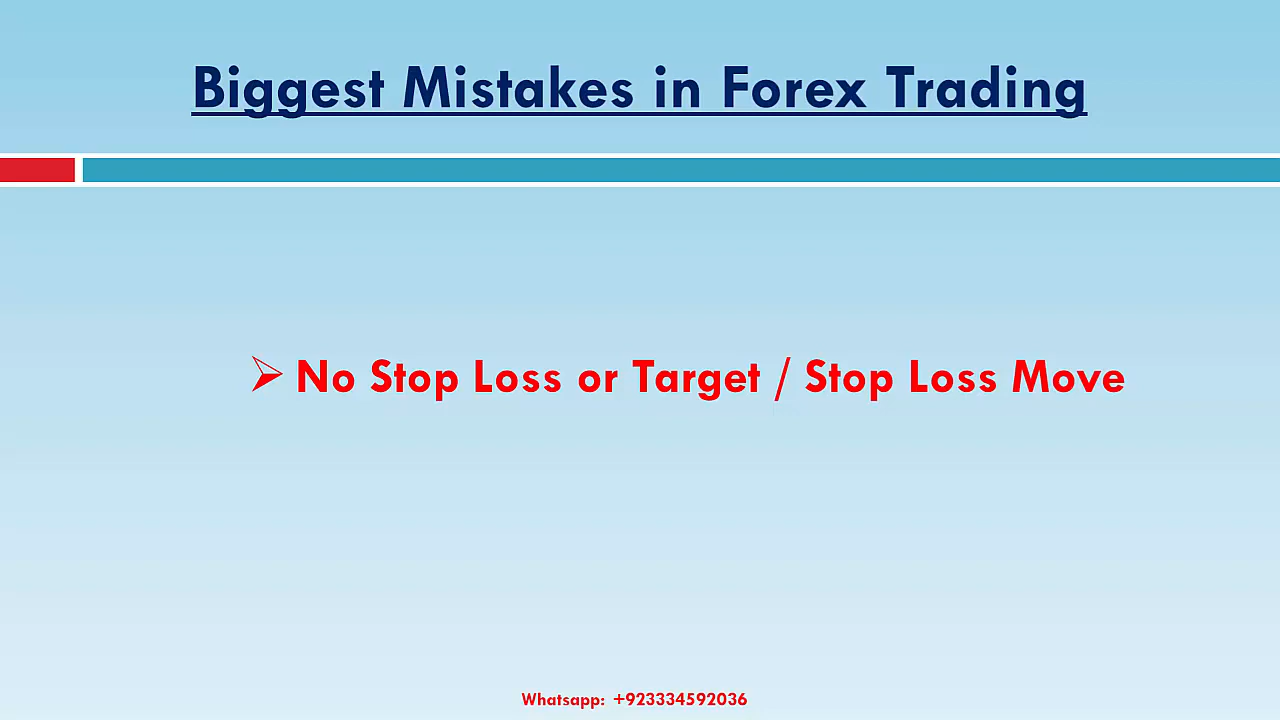 Biggest Mistakes in Forex Trading
➢ No Stop Loss or Target / Stop Loss Move
Whatsapp: +923334592036